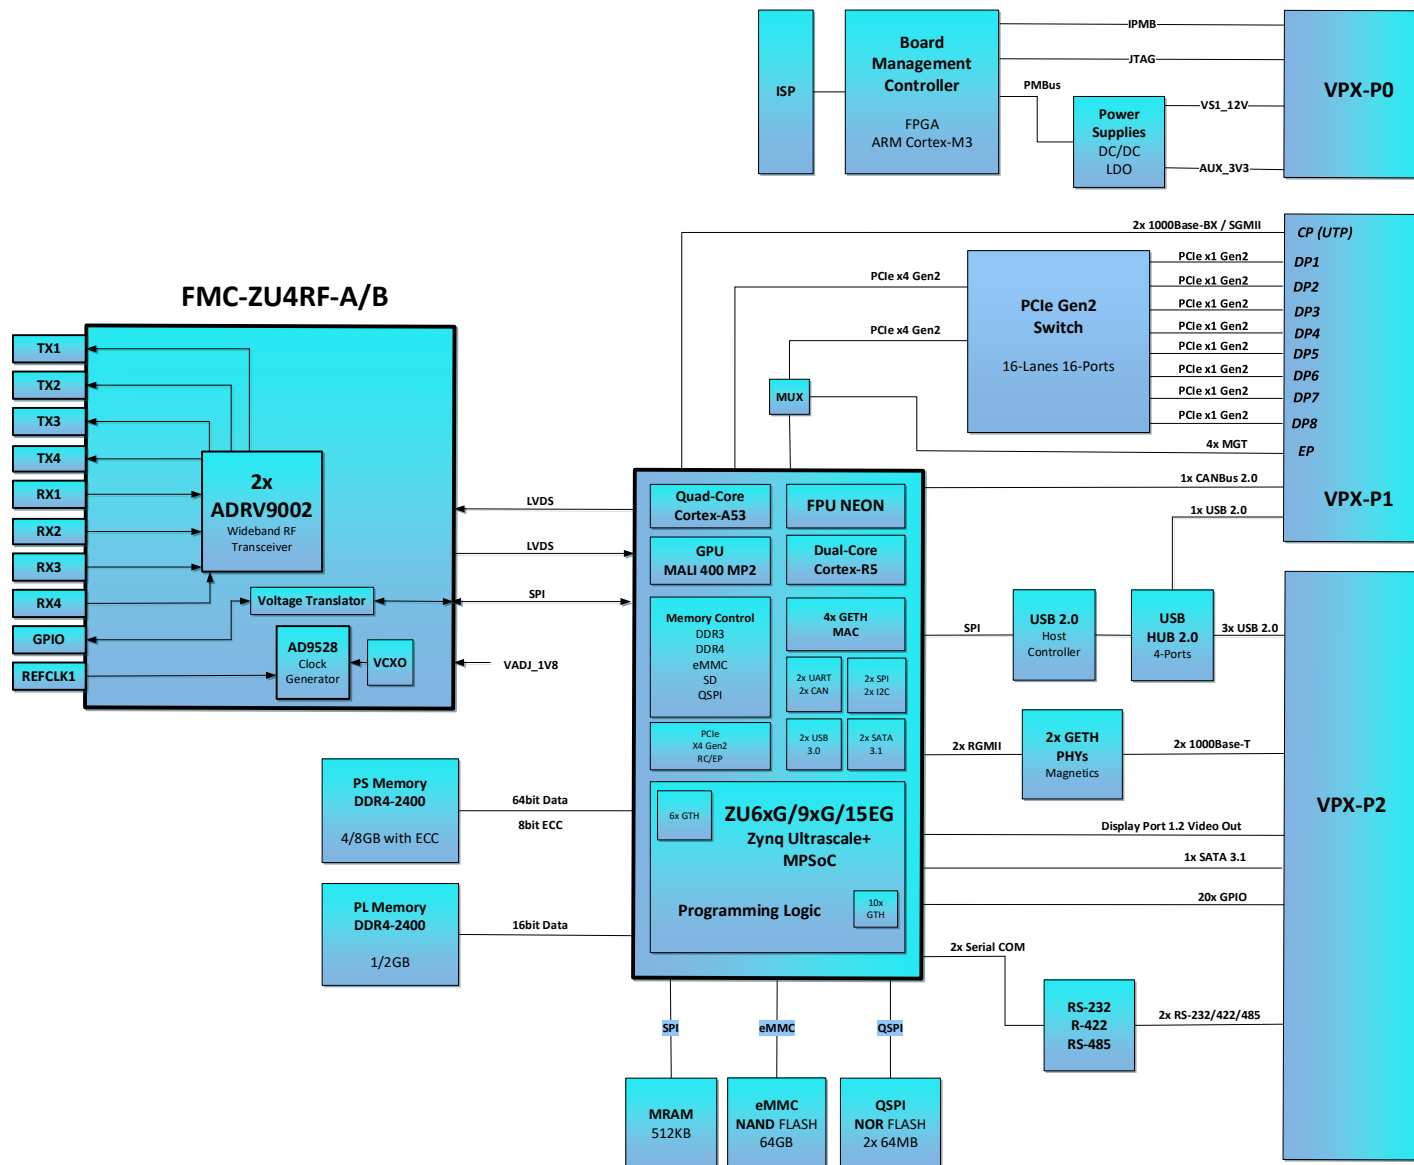 ISP
Board
Management
Controller
FPGA
ARM Cortex-M3
IPMB
JTAG
PMBus
Power
Supplies
DC/DC
LDO
VS1_12V
AUX_3V3
VPX-P0
2x 1000Base-BX / SGMII
CP (UTP)
PCIe x4 Gen2
PCIe x4 Gen2
PCIe Gen2
Switch
16-Lanes 16-Ports
PCIe x1 Gen2
DP1
PCIe x1 Gen2
DP2
PCIe x1 Gen2
DP3
PCIe x1 Gen2
DP4
PCIe x1 Gen2
DP5
PCIe x1 Gen2
DP6
PCIe x1 Gen2
DP7
PCIe x1 Gen2
DP8
MUX
4x MGT
EP
1x CANBus 2.0
VPX-P1
1x USB 2.0
FMC-ZU4RF-A/B
TX1
TX2
TX3
TX4
RX1
RX2
RX3
RX4
GPIO
REFCLK1
2x
ADRV9002
Wideband RF
Transceiver
Voltage Translator
AD9528
Clock
Generator
VCXO
LVDS
LVDS
SPI
VADJ_1V8
Quad-Core
Cortex-A53
FPU NEON
GPU
MALI 400 MP2
Dual-Core
Cortex-R5
Memory Control
DDR3
DDR4
eMMC
SD
QSPI
4x GETH
MAC
2x UART
2x CAN
2x SPI
2x I2C
PCIe
X4 Gen2
RC/EP
2x USB
3.0
2x SATA
3.1
6x GTH
ZU6xG/9xG/15EG
Zynq Ultrascale+
MPSoC
Programming Logic
10x
GTH
SPI
USB 2.0
Host
Controller
USB
HUB 2.0
4-Ports
3x USB 2.0
2x RGMII
2x GETH
PHYs
Magnetics
2x 1000Base-T
VPX-P2
Display Port 1.2 Video Out
1x SATA 3.1
20x GPIO
2x Serial COM
RS-232
R-422
RS-485
2x RS-232/422/485
PS Memory
DDR4-2400
4/8GB with ECC
64bit Data
8bit ECC
PL Memory
DDR4-2400
1/2GB
16bit Data
SPI
eMMC
QSPI
MRAM
512KB
eMMC
NAND FLASH
64GB
QSPI
NOR FLASH
2x 64MB